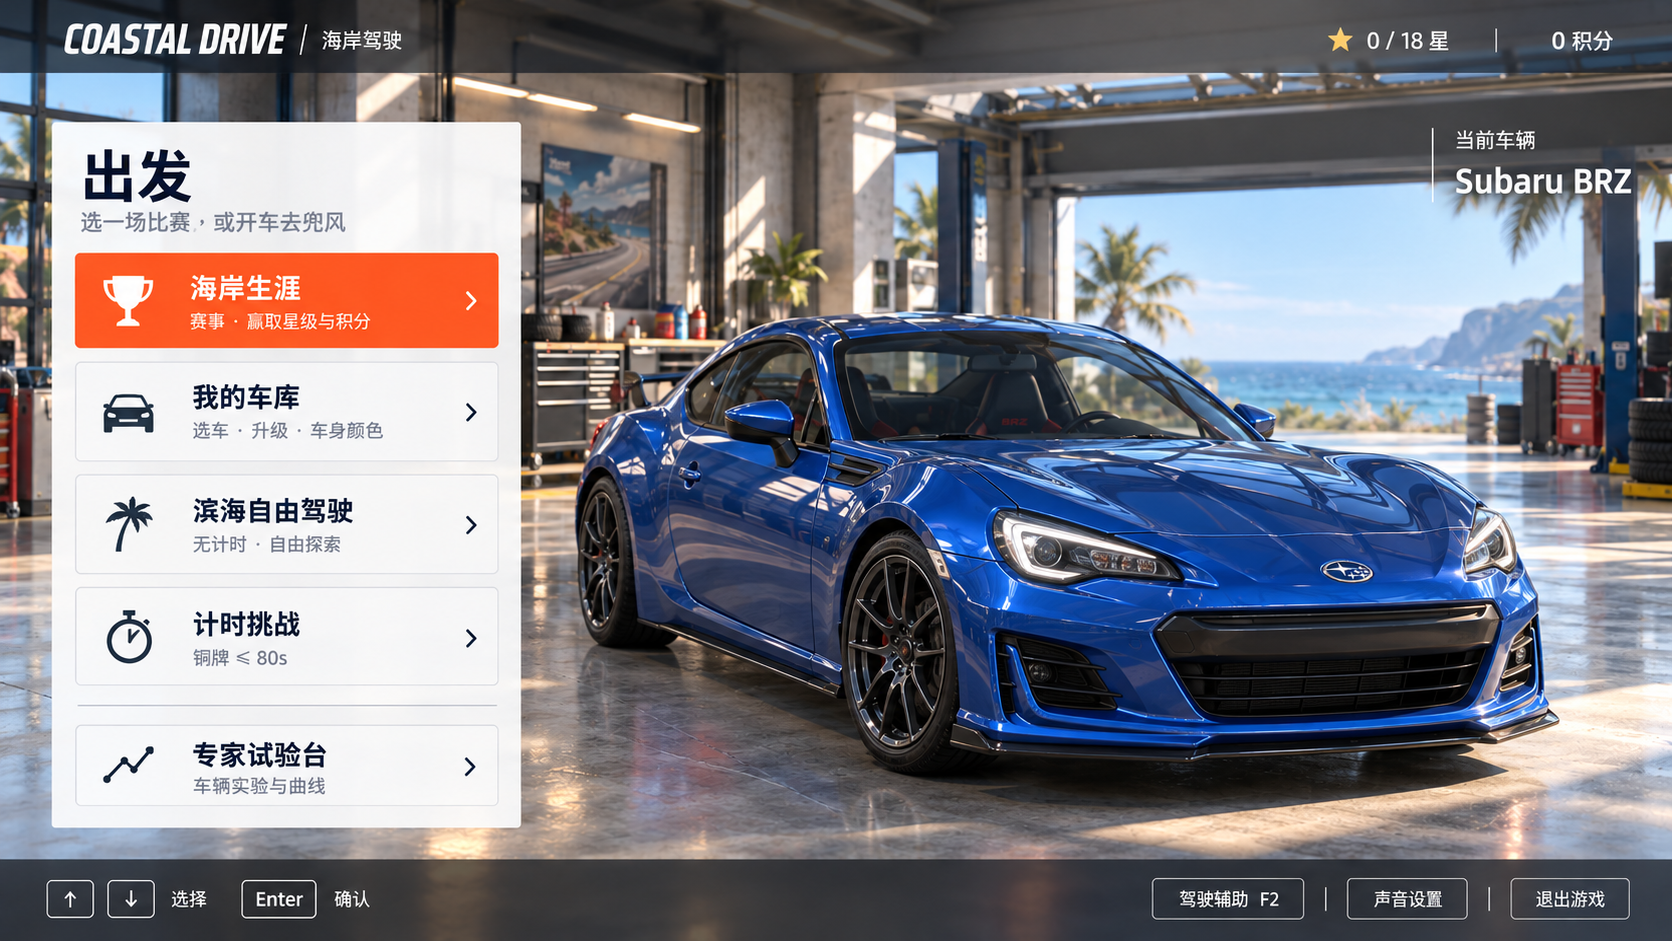 COASTAL DRIVE / 海岸驾驶
0 / 18 星
0 积分
当前车辆
Subaru BRZ
出发
选一场比赛，或开车去兜风
海岸生涯
赛事 · 赢取星级与积分
我的车库
选车 · 升级 · 车身颜色
滨海自由驾驶
无计时 · 自由探索
计时挑战
铜牌 ≤ 80s
专家试验台
车辆实验与曲线
BRZ
↑ ↓ 选择 Enter 确认
驾驶辅助 F2
声音设置
退出游戏